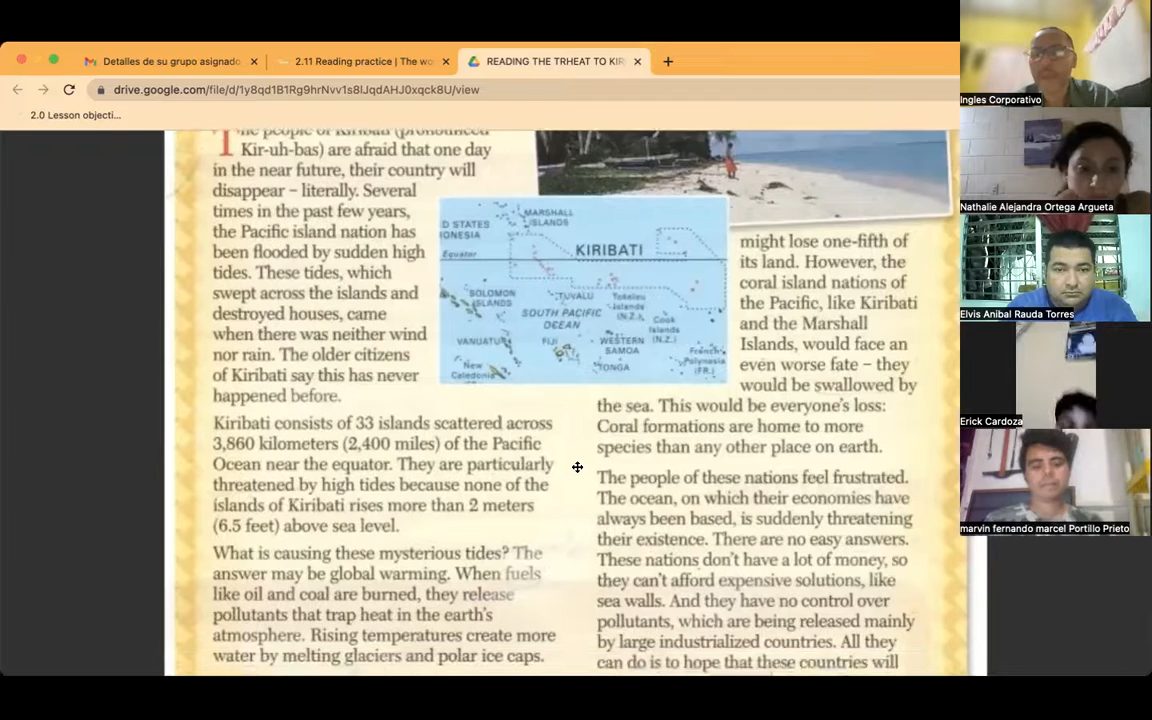 Detalles de su grupo asignado
2.11 Reading practice | The wo
READING THE TRHEAT TO KIR
drive.google.com/file/d/1y8qd1B1Rg9hrNvv1s8lJqdAHJ0xqck8U/view
2.0 Lesson objecti...
The people of Kiribati (pronounced
Kir-uh-bas) are afraid that one day
in the near future, their country will
disappear – literally. Several
times in the past few years,
the Pacific island nation has
been flooded by sudden high
tides. These tides, which
swept across the islands and
destroyed houses, came
when there was neither wind
nor rain. The older citizens
of Kiribati say this has never
happened before.
Kiribati consists of 33 islands scattered across
3,860 kilometers (2,400 miles) of the Pacific
Ocean near the equator. They are particularly
threatened by high tides because none of the
islands of Kiribati rises more than 2 meters
(6.5 feet) above sea level.
What is causing these mysterious tides? The
answer may be global warming. When fuels
like oil and coal are burned, they release
pollutants that trap heat in the earth's
atmosphere. Rising temperatures create more
water by melting glaciers and polar ice caps.
D STATES
ONESIA
MARSHALL
ISLANDS
KIRIBATI
Equator
SOLOMON
ISLANDS
TUVALU
Tokelau
Islands
(N.Z.)
SOUTH PACIFIC
OCEAN
Cook
Islands
(N.Z.)
VANUATU
FIJI
WESTERN
SAMOA
TONGA
French
Polynesia
(FR.)
New
Caledonia
might lose one-fifth of
its land. However, the
coral island nations of
the Pacific, like Kiribati
and the Marshall
Islands, would face an
even worse fate – they
would be swallowed by
the sea. This would be everyone's loss:
Coral formations are home to more
species than any other place on earth.
The people of these nations feel frustrated.
The ocean, on which their economies have
always been based, is suddenly threatening
their existence. There are no easy answers.
These nations don't have a lot of money, so
they can't afford expensive solutions, like
sea walls. And they have no control over
pollutants, which are being released mainly
by large industrialized countries. All they
can do is to hope that these countries will
Ingles Corporativo
Nathalie Alejandra Ortega Argueta
Elvis Anibal Rauda Torres
Erick Cardoza
marvin fernando marcel Portillo Prieto